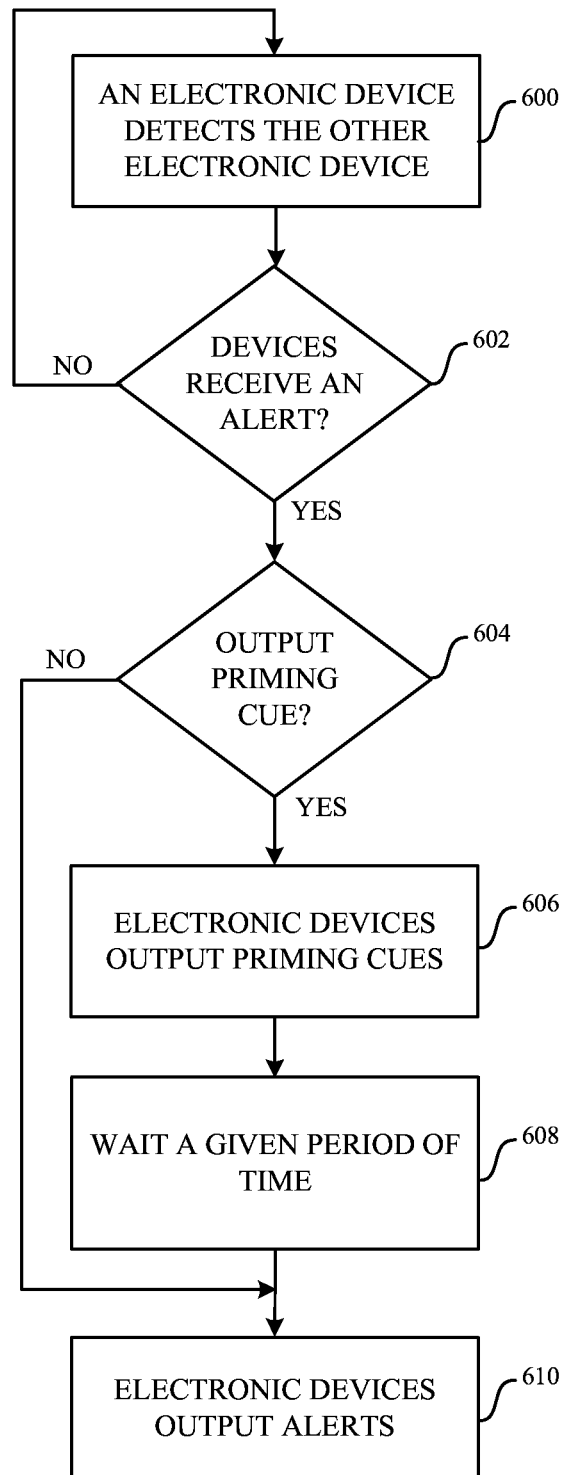 AN ELECTRONIC DEVICE
DETECTS THE OTHER
ELECTRONIC DEVICE
600
DEVICES
RECEIVE AN
ALERT?
602
NO
YES
OUTPUT
PRIMING
CUE?
604
NO
YES
ELECTRONIC DEVICES
OUTPUT PRIMING CUES
606
WAIT A GIVEN PERIOD OF
TIME
608
ELECTRONIC DEVICES
OUTPUT ALERTS
610